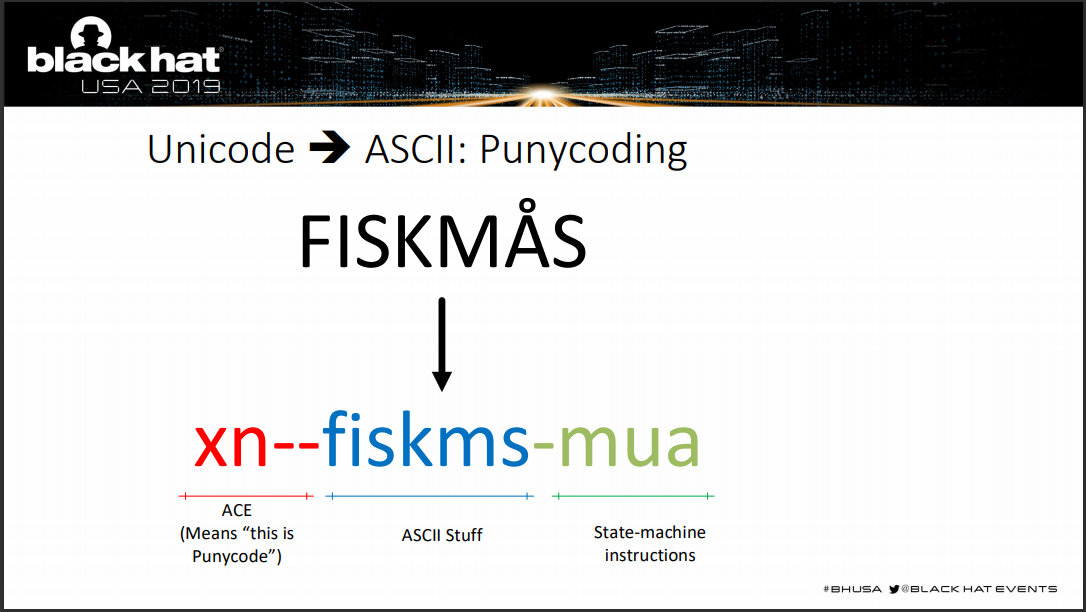 black hat®
USA 2019
Unicode ➔ ASCII: Punycoding
FISKMÅS
xn--fiskms-mua
ACE
(Means “this is
Punycode”)
ASCII Stuff
State-machine
instructions
#BHUSA @BLACK HAT EVENTS